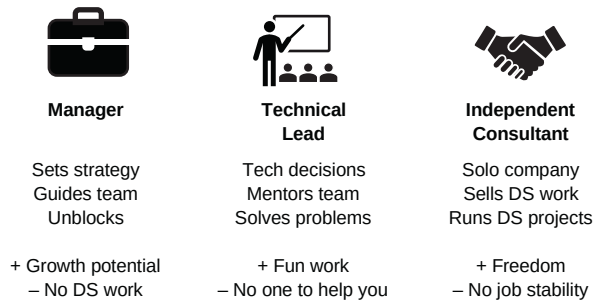 Manager
Sets strategy
Guides team
Unblocks
+ Growth potential
– No DS work
Technical
Lead
Tech decisions
Mentors team
Solves problems
+ Fun work
– No one to help you
Independent
Consultant
Solo company
Sells DS work
Runs DS projects
+ Freedom
– No job stability